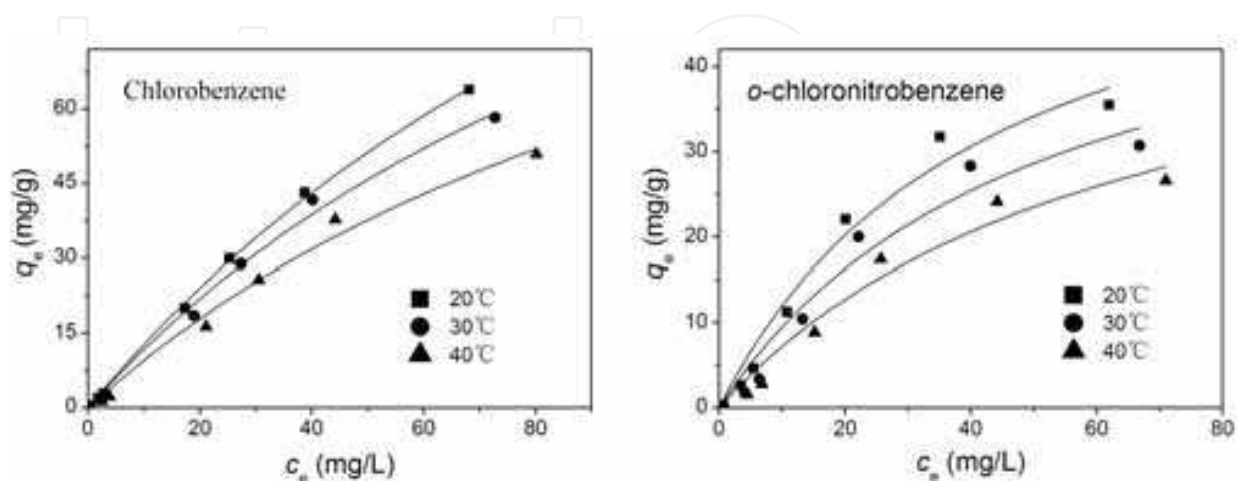 Chlorobenzene
60
45
30
15
0
qe (mg/g)
20℃
30℃
40℃
0 20 40 60 80
ce (mg/L)
o-chloronitrobenzene
40
30
20
10
0
qe (mg/g)
20℃
30℃
40℃
0 20 40 60 80
ce (mg/L)